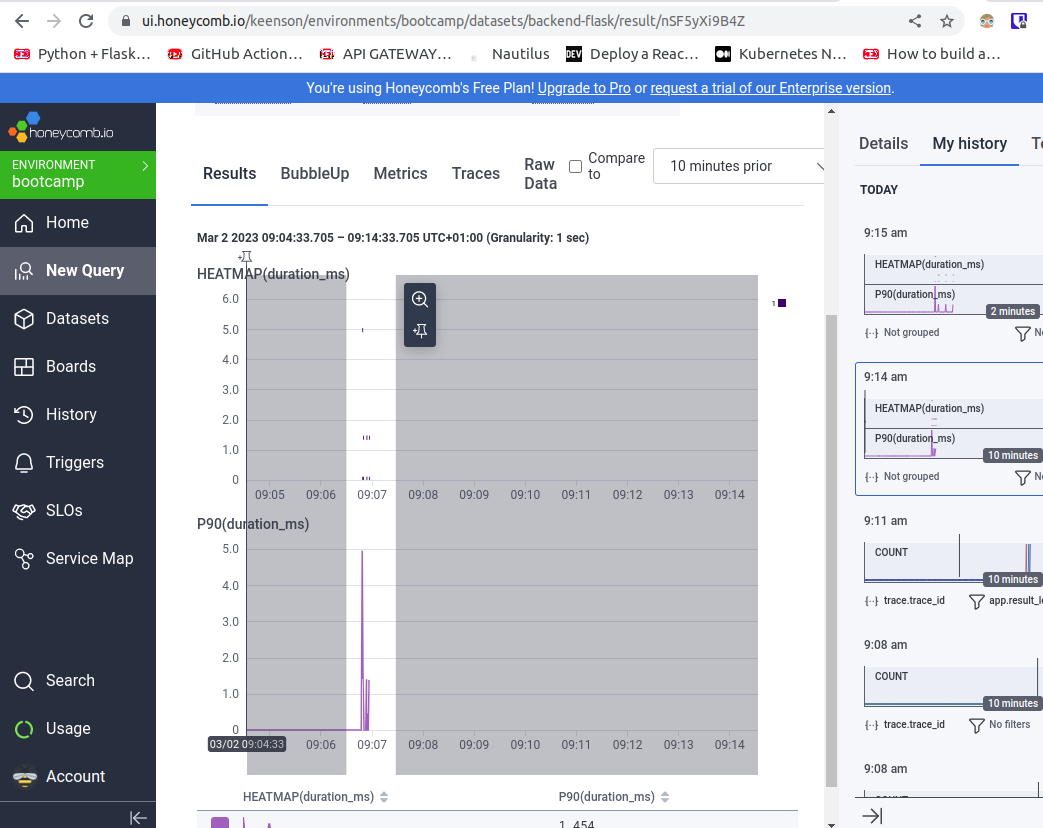 ui.honeycomb.io/keenson/environments/bootcamp/datasets/backend-flask/result/nSF5yXi9B4Z
Python + Flask…
GitHub Action…
API GATEWAY…
Nautilus
DEV
Deploy a Reac…
Kubernetes N…
How to build a…
You're using Honeycomb's Free Plan! Upgrade to Pro or request a trial of our Enterprise version.
honeycomb.io
ENVIRONMENT
bootcamp
Home
New Query
Datasets
Boards
History
Triggers
SLOs
Service Map
Search
Usage
Account
Results
BubbleUp
Metrics
Traces
Raw Data
Compare to
10 minutes prior
Mar 2 2023 09:04:33.705 – 09:14:33.705 UTC+01:00 (Granularity: 1 sec)
HEATMAP(duration_ms)
6.0
5.0
4.0
3.0
2.0
1.0
0
09:05 09:06 09:07 09:08 09:09 09:10 09:11 09:12 09:13 09:14
1
P90(duration_ms)
5.0
4.0
3.0
2.0
1.0
0
03/02 09:04:33 09:06 09:07 09:08 09:09 09:10 09:11 09:12 09:13 09:14
HEATMAP(duration_ms) P90(duration_ms)
1.454
Details
My history
TODAY
9:15 am
HEATMAP(duration_ms)
P90(duration_ms)
2 minutes
Not grouped
9:14 am
HEATMAP(duration_ms)
P90(duration_ms)
10 minutes
Not grouped
9:11 am
COUNT
10 minutes
trace.trace_id
app.result_le
9:08 am
COUNT
10 minutes
trace.trace_id
No filters
9:08 am